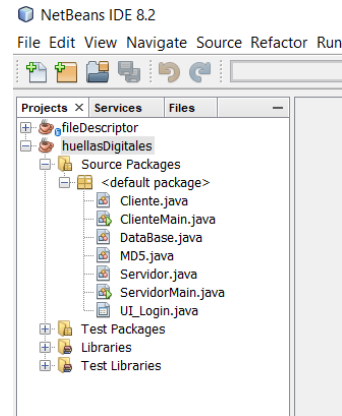 NetBeans IDE 8.2
File Edit View Navigate Source Refactor Run
Projects × Services Files
fileDescriptor
huellasDigitales
Source Packages
<default package>
Cliente.java
ClienteMain.java
DataBase.java
MD5.java
Servidor.java
ServidorMain.java
UI_Login.java
Test Packages
Libraries
Test Libraries